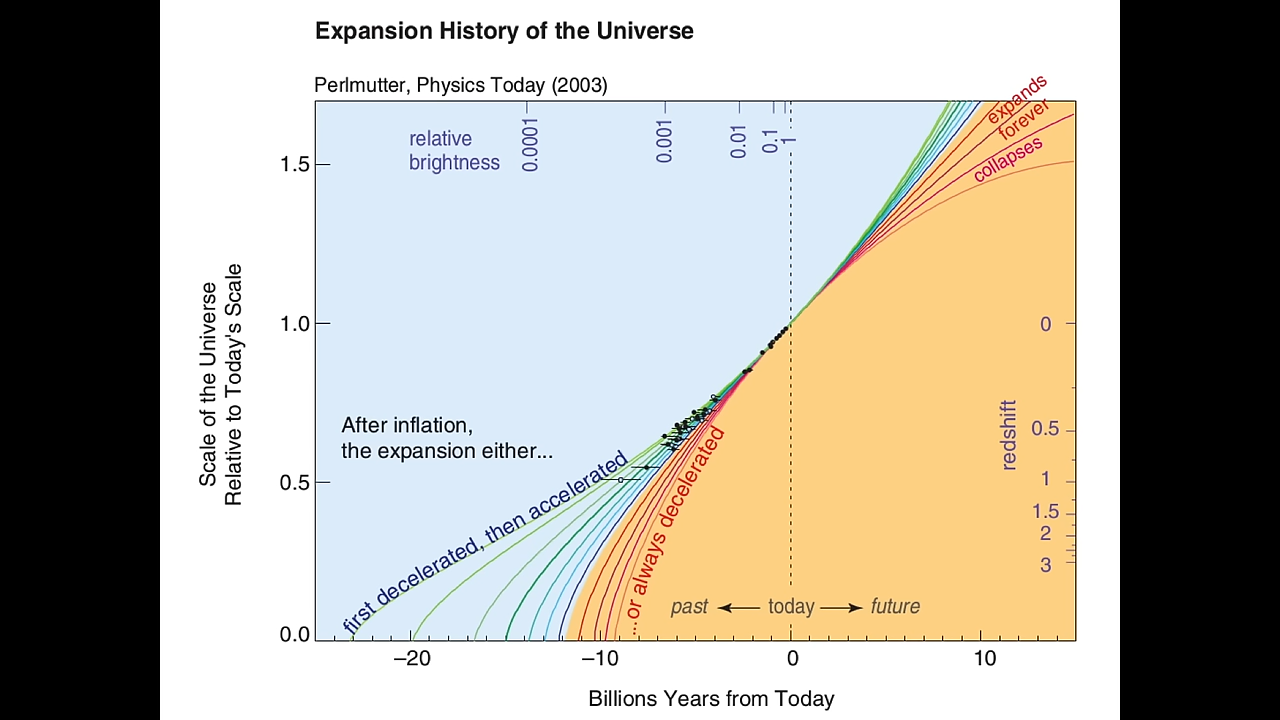 Expansion History of the Universe
Perlmutter, Physics Today (2003)
relative
brightness
0.0001
0.001
0.01
0.1
1
expands
forever
collapses
1.5
1.0
0.5
0.0
Scale of the Universe
Relative to Today's Scale
After inflation,
the expansion either...
first decelerated, then accelerated
...or always decelerated
redshift
0
0.5
1
1.5
2
3
past
today
future
–20
–10
0
10
Billions Years from Today